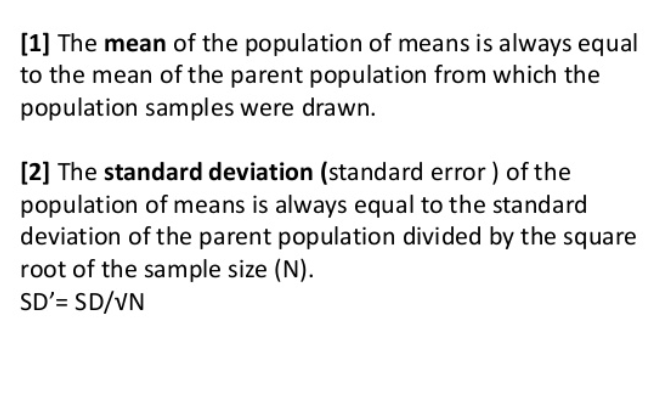 [1] The mean of the population of means is always equal
to the mean of the parent population from which the
population samples were drawn.
[2] The standard deviation (standard error ) of the
population of means is always equal to the standard
deviation of the parent population divided by the square
root of the sample size (N).
SD’= SD/√N